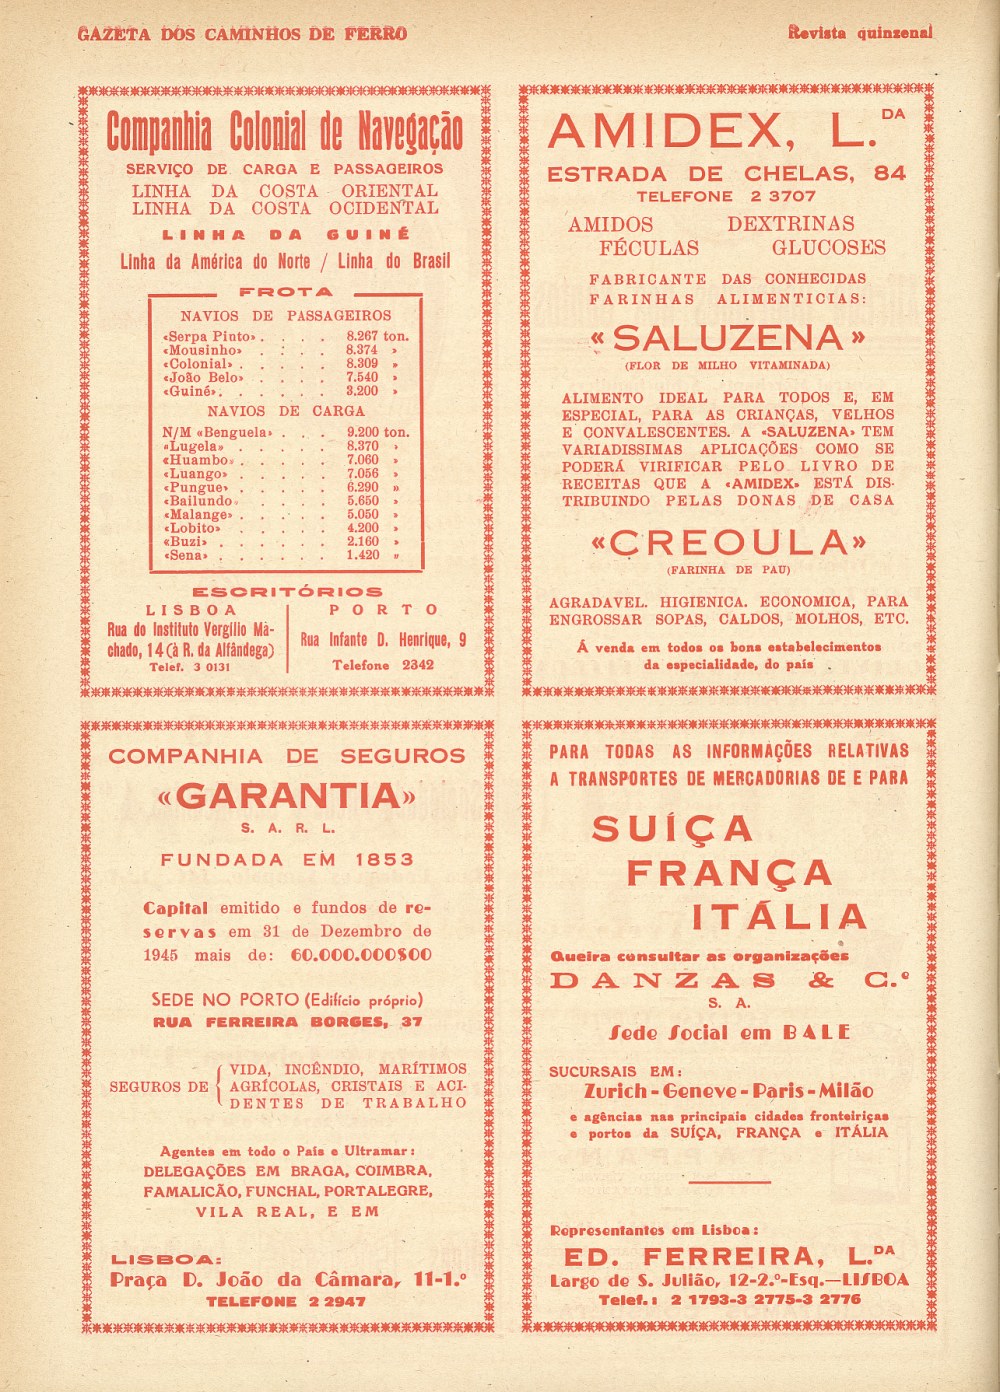 GAZETA DOS CAMINHOS DE FERRO
Revista quinzenal
Companhia Colonial de Navegação
SERVIÇO DE CARGA E PASSAGEIROS
LINHA DA COSTA ORIENTAL
LINHA DA COSTA OCIDENTAL
LINHA DA GUINÉ
Linha da América do Norte / Linha do Brasil
FROTA
NAVIOS DE PASSAGEIROS
«Serpa Pinto» . . . . 8.267 ton.
«Mousinho» . . . . 8.374 »
«Colonial» . . . . . 8.309 »
«João Belo» . . . . 7.540 »
«Guiné» . . . . . . 3.200 »
NAVIOS DE CARGA
N/M «Benguela» . . . 9.200 ton.
«Lugela» . . . . . 8.370 »
«Huambo» . . . . . 7.060 »
«Luango» . . . . . 7.056 »
«Pungue» . . . . . 6.290 »
«Bailundo» . . . . . 5.650 »
«Malange» . . . . . 5.050 »
«Lobito» . . . . . 4.200 »
«Buzi» . . . . . . 2.160 »
«Sena» . . . . . . 1.420 »
ESCRITÓRIOS
LISBOA
Rua do Instituto Vergílio Ma-
chado, 14 (à R. da Alfândega)
Telef. 3 0131
PORTO
Rua Infante D. Henrique, 9
Telefone 2342
AMIDEX, L.DA
ESTRADA DE CHELAS, 84
TELEFONE 2 3707
AMIDOS DEXTRINAS
FÉCULAS GLUCOSES
FABRICANTE DAS CONHECIDAS
FARINHAS ALIMENTICIAS:
«SALUZENA»
(FLOR DE MILHO VITAMINADA)
ALIMENTO IDEAL PARA TODOS E, EM
ESPECIAL, PARA AS CRIANÇAS, VELHOS
E CONVALESCENTES. A «SALUZENA» TEM
VARIADISSIMAS APLICAÇÕES COMO SE
PODERÁ VIRIFICAR PELO LIVRO DE
RECEITAS QUE A «AMIDEX» ESTÁ DIS-
TRIBUINDO PELAS DONAS DE CASA
«CREOULA»
(FARINHA DE PAU)
AGRADAVEL. HIGIENICA. ECONOMICA, PARA
ENGROSSAR SOPAS, CALDOS, MOLHOS, ETC.
Á venda em todos os bons estabelecimentos
da especialidade, do país
COMPANHIA DE SEGUROS
«GARANTIA»
S. A. R. L.
FUNDADA EM 1853
Capital emitido e fundos de re-
servas em 31 de Dezembro de
1945 mais de: 60.000.000$00
SEDE NO PORTO (Edifício próprio)
RUA FERREIRA BORGES, 37
SEGUROS DE { VIDA, INCÊNDIO, MARÍTIMOS
AGRÍCOLAS, CRISTAIS E ACI-
DENTES DE TRABALHO
Agentes em todo o País e Ultramar:
DELEGAÇÕES EM BRAGA, COIMBRA,
FAMALICÃO, FUNCHAL, PORTALEGRE,
VILA REAL, E EM
LISBOA:
Praça D. João da Câmara, 11-1.º
TELEFONE 2 2947
PARA TODAS AS INFORMAÇÕES RELATIVAS
A TRANSPORTES DE MERCADORIAS DE E PARA
SUÍÇA
FRANÇA
ITÁLIA
Queira consultar as organizações
DANZAS & C.ª
S. A.
Sede Social em BALE
SUCURSAIS EM:
Zurich - Geneve - Paris - Milão
e agências nas principais cidades fronteiriças
e portos da SUÍÇA, FRANÇA e ITÁLIA
Representantes em Lisboa:
ED. FERREIRA, L.DA
Largo de S. Julião, 12-2.º-Esq.—LISBOA
Telef.: 2 1793-3 2775-3 2776